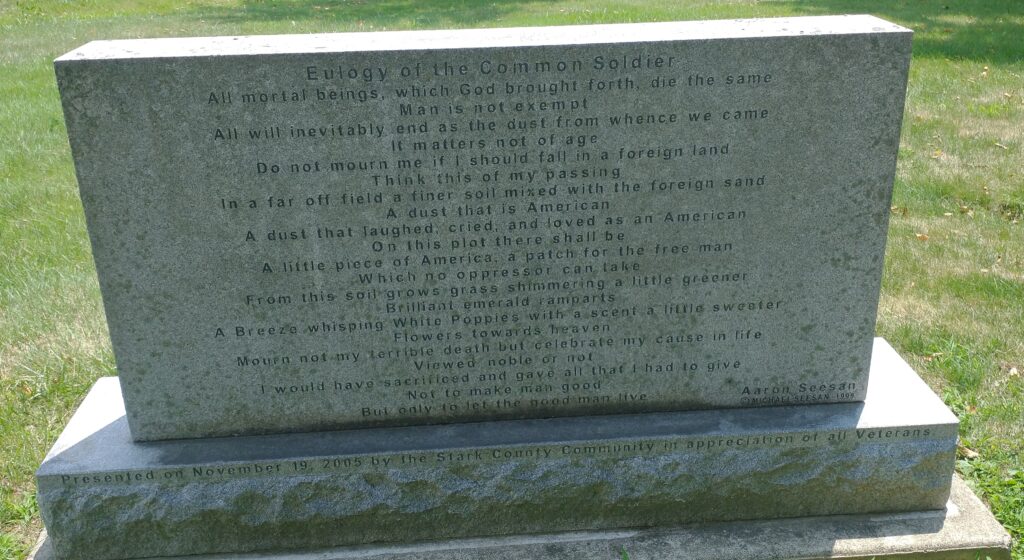 Eulogy of the Common Soldier
All mortal beings, which God brought forth, die the same
Man is not exempt
All will inevitably end as the dust from whence we came
It matters not of age
Do not mourn me if I should fall in a foreign land
Think this of my passing
In a far off field a finer soil mixed with the foreign sand
A dust that is American
A dust that laughed, cried, and loved as an American
On this plot there shall be
A little piece of America, a patch for the free man
Which no oppressor can take
From this soil grows grass shimmering a little greener
Brilliant emerald ramparts
A Breeze whisping White Poppies with a scent a little sweeter
Flowers towards heaven
Mourn not my terrible death but celebrate my cause in life
Viewed noble or not
I would have sacrificed and gave all that I had to give
Not to make man good
But only to let the good man live
Aaron Seesan
©MICHAEL SEESAN, 1999
Presented on November 19, 2005 by the Stark County Community in appreciation of all Veterans